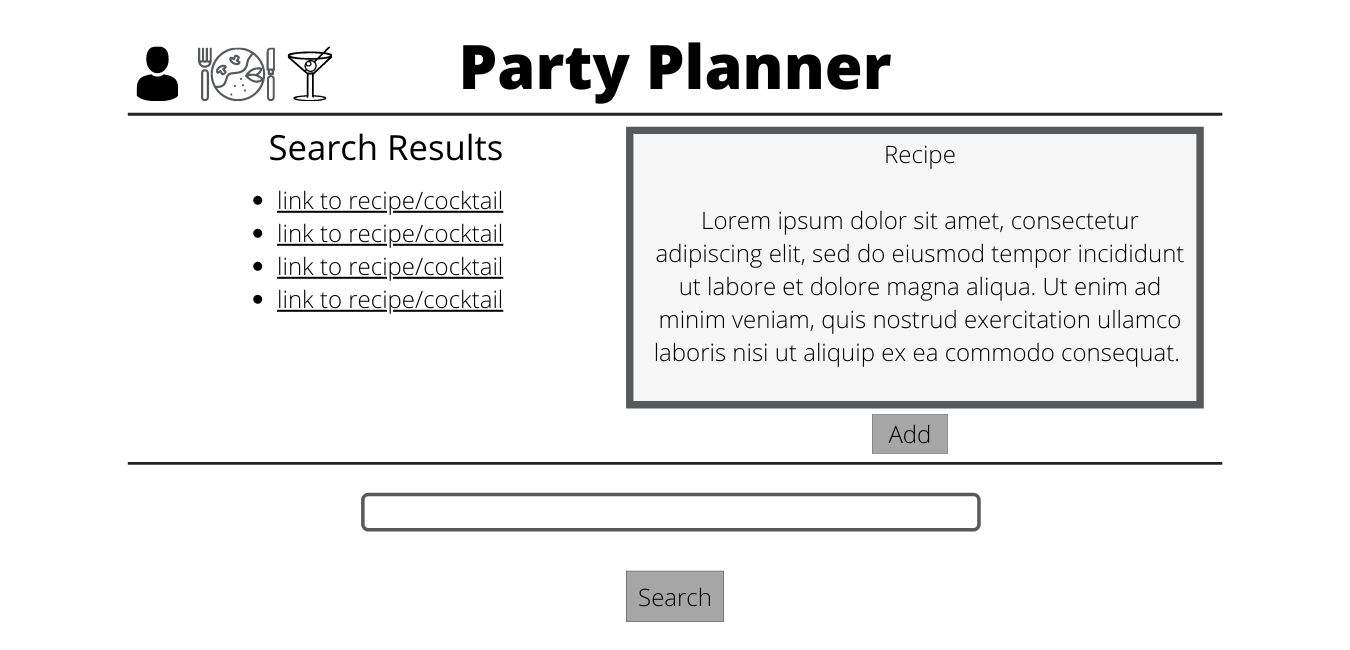 Party Planner
Search Results
link to recipe/cocktail
link to recipe/cocktail
link to recipe/cocktail
link to recipe/cocktail
Recipe
Lorem ipsum dolor sit amet, consectetur
adipiscing elit, sed do eiusmod tempor incididunt
ut labore et dolore magna aliqua. Ut enim ad
minim veniam, quis nostrud exercitation ullamco
laboris nisi ut aliquip ex ea commodo consequat.
Add
Search